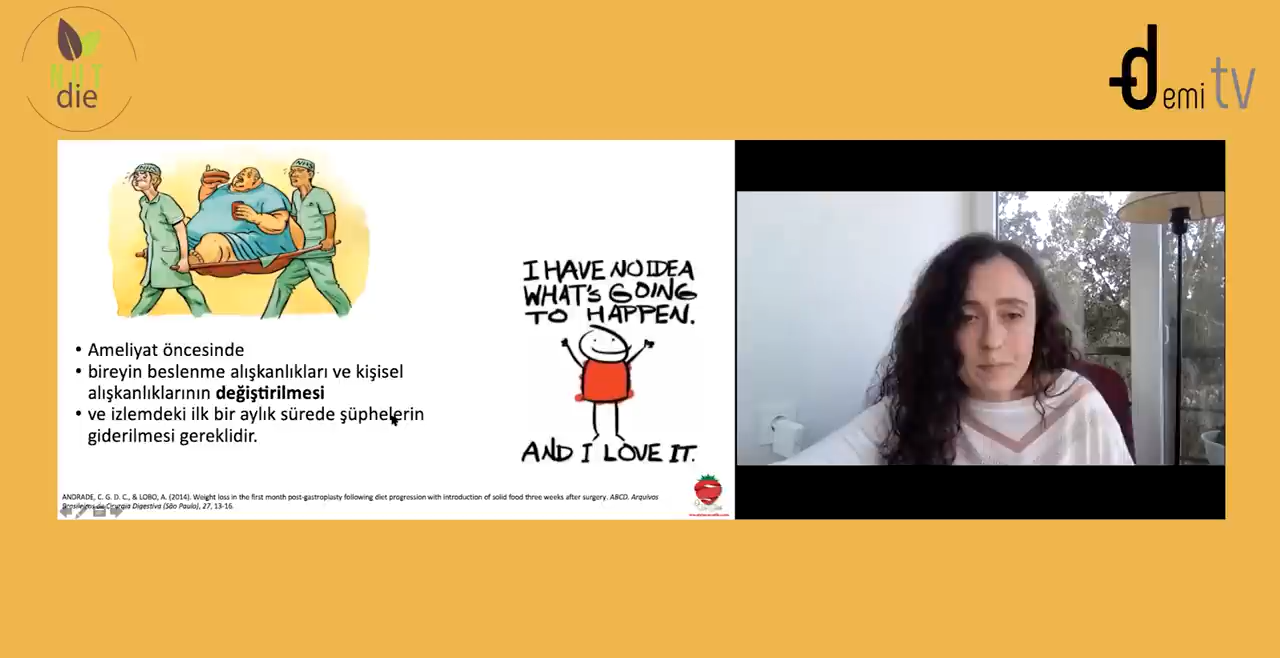 NUT
die
demi tv
I HAVE NO IDEA
WHAT'S GOING
TO HAPPEN.
AND I LOVE IT.
• Ameliyat öncesinde
• bireyin beslenme alışkanlıkları ve kişisel
alışkanlıklarının değiştirilmesi
• ve izlemdeki ilk bir aylık sürede şüphelerin
giderilmesi gereklidir.
ANDRADE, C. G. D. C., & LOBO, A. (2014). Weight loss in the first month post-gastroplasty following diet progression with introduction of solid food three weeks after surgery. ABCD. Arquivos
Brasileiros de Cirurgia Digestiva (São Paulo), 27, 13-16.